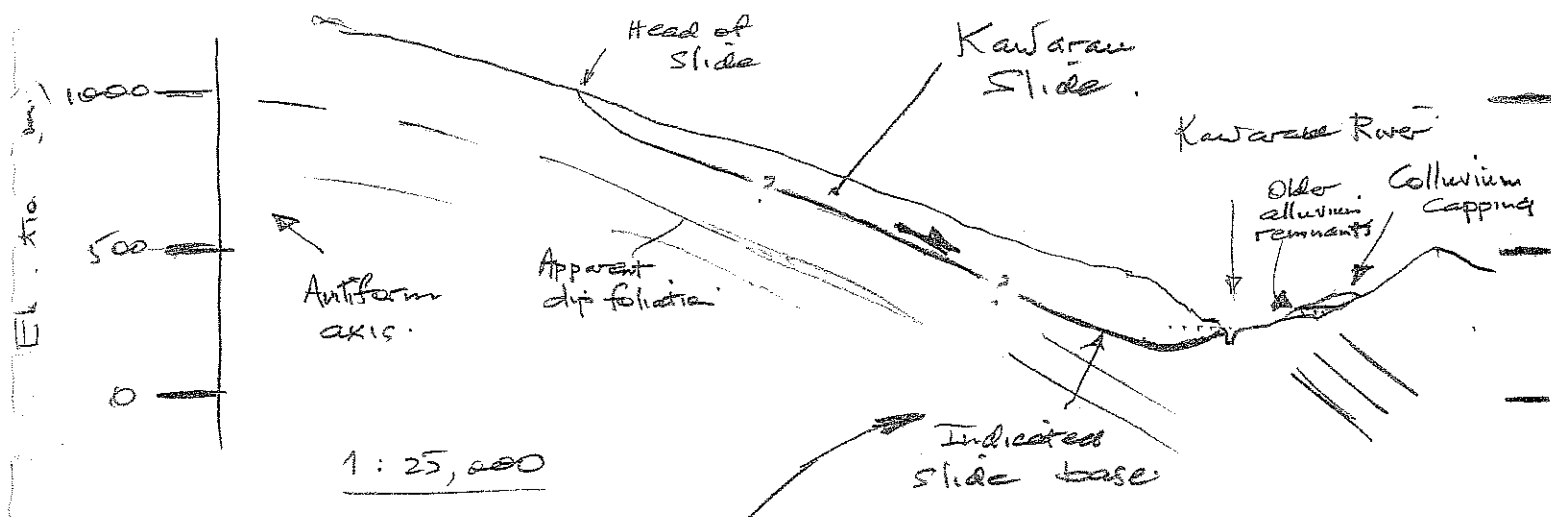 Head of
Slide
Kawarau
Slide.
Kawarau River
Older
alluvium
remnants
Colluvium
Capping
1000
500
0
Antiform
axis.
Apparent
dip foliation
Indicated
slide base
1 : 25,000